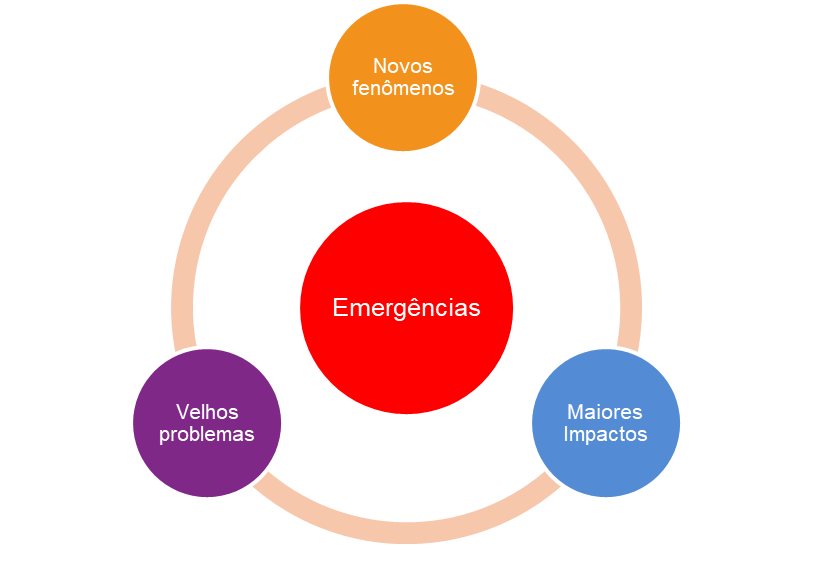 Novos
fenômenos
Emergências
Velhos
problemas
Maiores
Impactos